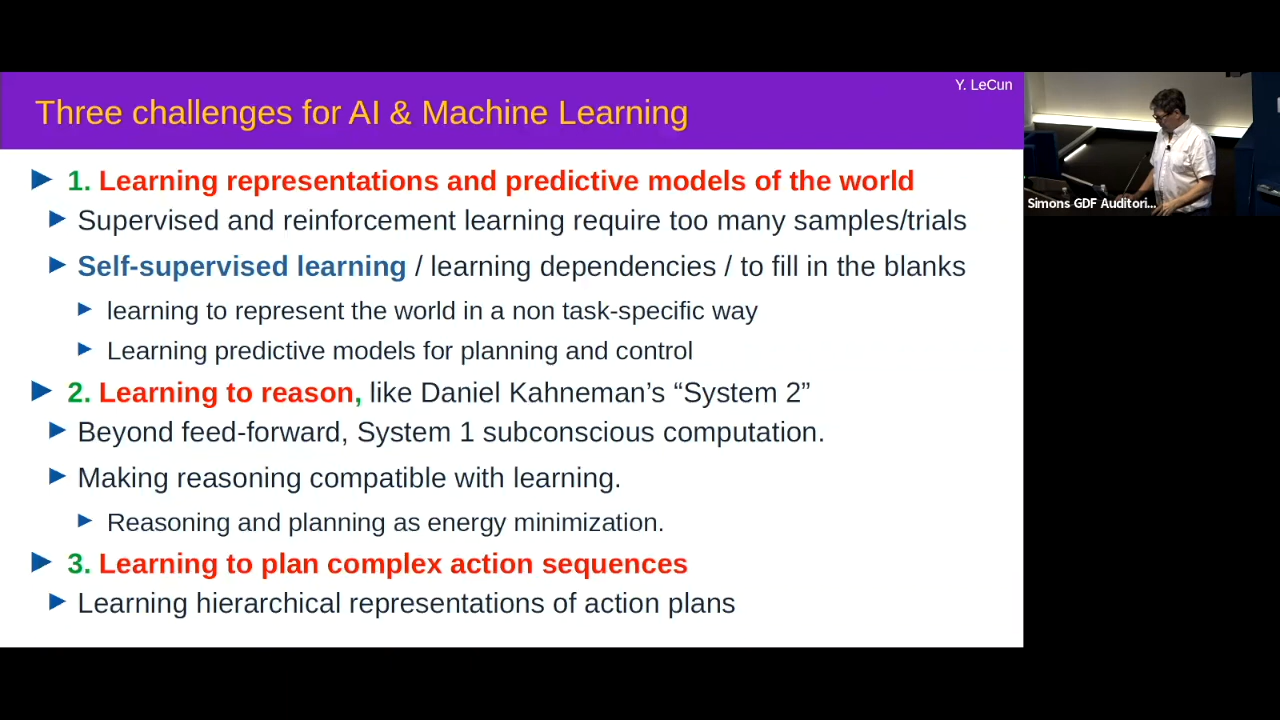 Y. LeCun
Three challenges for AI & Machine Learning
1. Learning representations and predictive models of the world
Supervised and reinforcement learning require too many samples/trials
Self-supervised learning / learning dependencies / to fill in the blanks
learning to represent the world in a non task-specific way
Learning predictive models for planning and control
2. Learning to reason, like Daniel Kahneman’s “System 2”
Beyond feed-forward, System 1 subconscious computation.
Making reasoning compatible with learning.
Reasoning and planning as energy minimization.
3. Learning to plan complex action sequences
Learning hierarchical representations of action plans
Simons GDF Auditori...